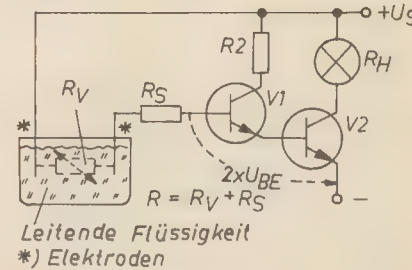 +U_S
R2
R_H
R_S
V1
R_V
V2
*
*
2xU_BE
R = R_V + R_S
–
Leitende Flüssigkeit
*) Elektroden